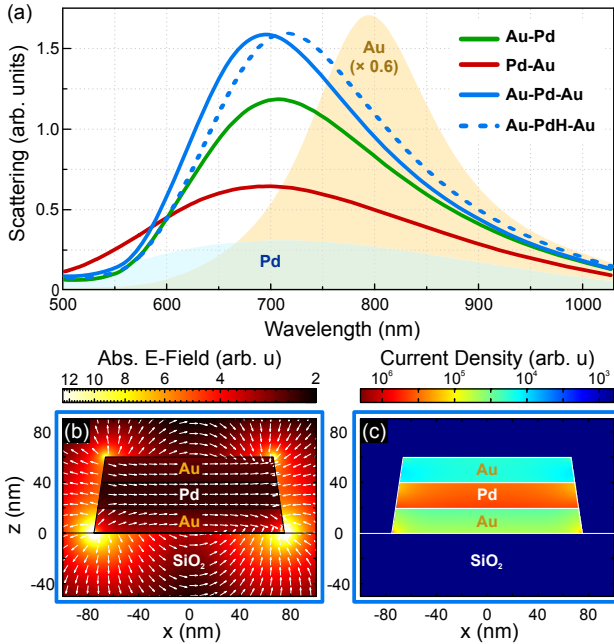 (a)
Scattering (arb. units)
1.5
1.0
0.5
0
Au
(× 0.6)
Pd
Au-Pd
Pd-Au
Au-Pd-Au
Au-PdH-Au
500 600 700 800 900 1000
Wavelength (nm)
Abs. E-Field (arb. u)
12 10 8 6 4 2
Current Density (arb. u)
10⁶ 10⁵ 10⁴ 10³
(b)
z (nm)
80
40
0
-40
Au
Pd
Au
SiO₂
-80 -40 0 40 80
x (nm)
(c)
Au
Pd
Au
SiO₂
-80 -40 0 40 80
x (nm)